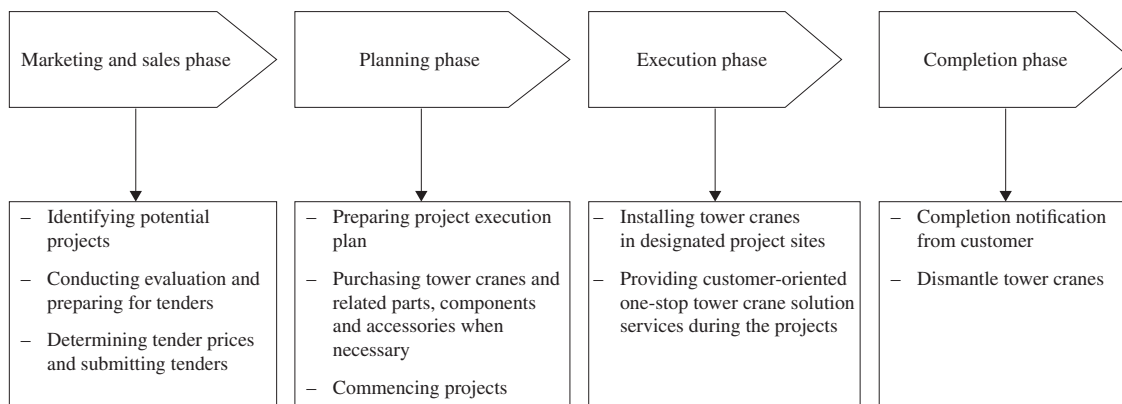 Marketing and sales phase
Planning phase
Execution phase
Completion phase
– Identifying potential
projects
– Conducting evaluation and
preparing for tenders
– Determining tender prices
and submitting tenders
– Preparing project execution
plan
– Purchasing tower cranes and
related parts, components
and accessories when
necessary
– Commencing projects
– Installing tower cranes
in designated project sites
– Providing customer-oriented
one-stop tower crane solution
services during the projects
– Completion notification
from customer
– Dismantle tower cranes